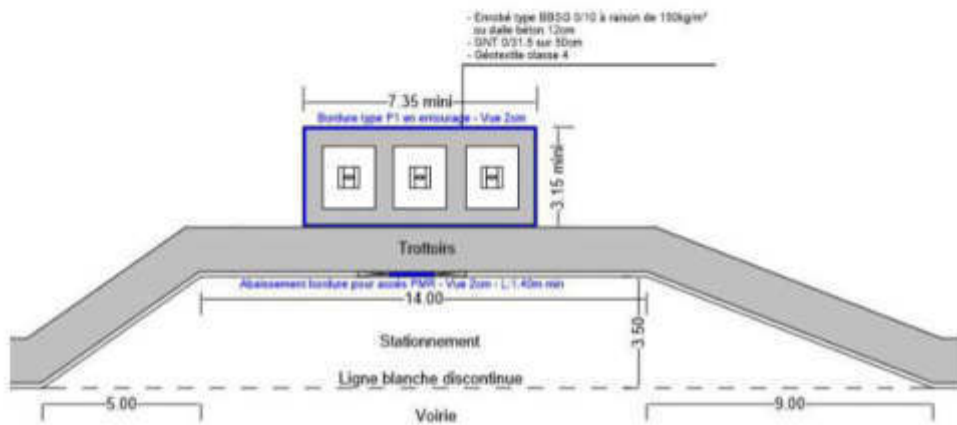 - Enrobé type BBSG 0/10 à raison de 150kg/m²
ou dalle béton 12cm
- GNT 0/31.5 sur 50cm
- Géotextile classe 4
7.35 mini
Bordure type P1 en entourage - Vue 2cm
3.15 mini
Trottoirs
Abaissement bordure pour accès PMR - Vue 2cm - L:1.40m min
14.00
3.50
Stationnement
Ligne blanche discontinue
5.00
9.00
Voirie